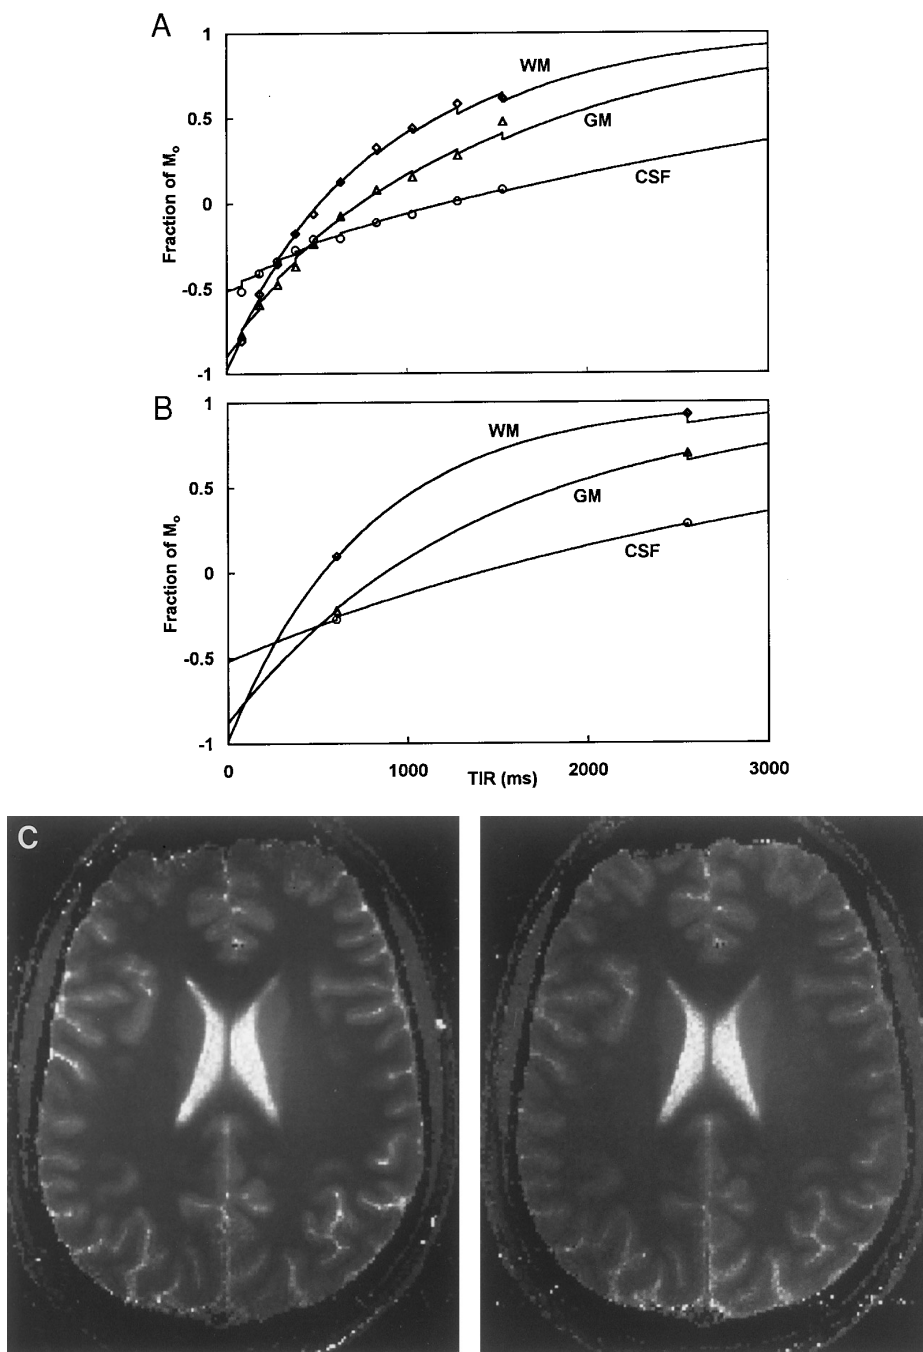 A
1
0.5
0
-0.5
-1
Fraction of Mo
WM
GM
CSF
B
1
0.5
0
-0.5
-1
Fraction of Mo
WM
GM
CSF
0
1000
2000
3000
TIR (ms)
C